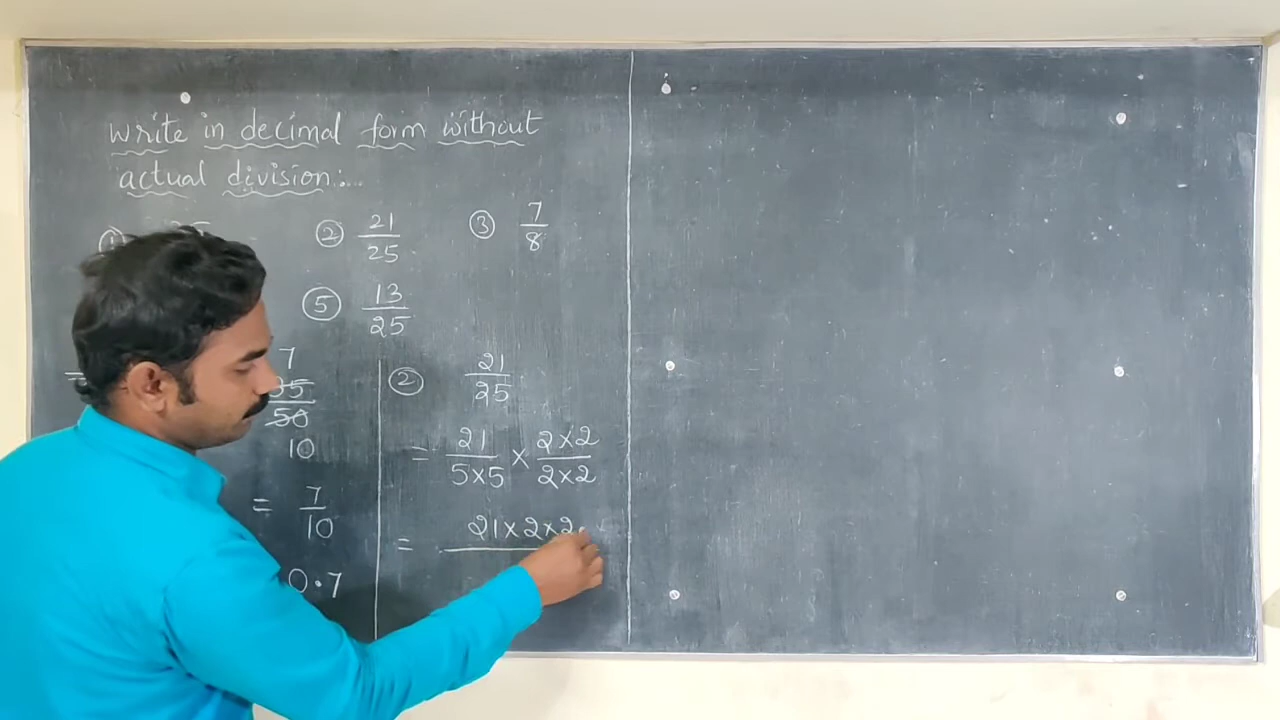 write in decimal form without
actual division:...
② 21/25 ③ 7/8
⑤ 13/25
7
35/50
10
= 7/10
0.7
② 21/25
= 21/5×5 × 2×2/2×2
= 21×2×2